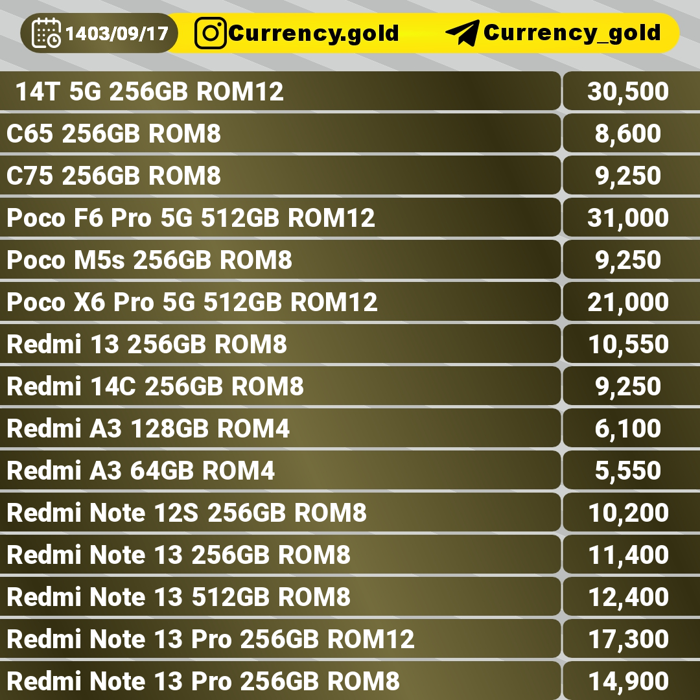 1403/09/17 Currency.gold Currency_gold
14T 5G 256GB ROM12 30,500
C65 256GB ROM8 8,600
C75 256GB ROM8 9,250
Poco F6 Pro 5G 512GB ROM12 31,000
Poco M5s 256GB ROM8 9,250
Poco X6 Pro 5G 512GB ROM12 21,000
Redmi 13 256GB ROM8 10,550
Redmi 14C 256GB ROM8 9,250
Redmi A3 128GB ROM4 6,100
Redmi A3 64GB ROM4 5,550
Redmi Note 12S 256GB ROM8 10,200
Redmi Note 13 256GB ROM8 11,400
Redmi Note 13 512GB ROM8 12,400
Redmi Note 13 Pro 256GB ROM12 17,300
Redmi Note 13 Pro 256GB ROM8 14,900